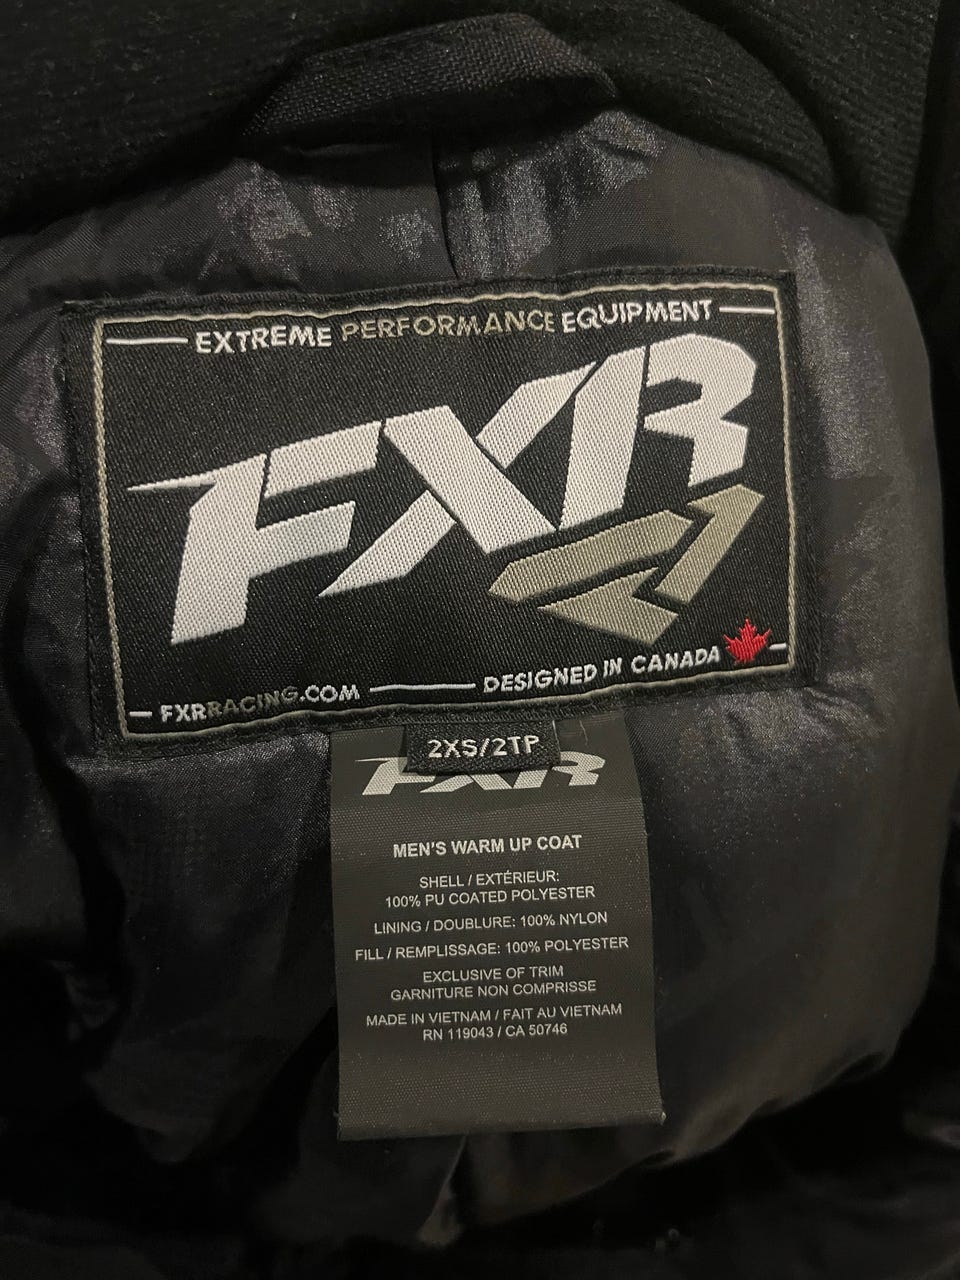 EXTREME PERFORMANCE EQUIPMENT
FXR
FXRRACING.COM
DESIGNED IN CANADA
2XS/2TP
FXR
MEN'S WARM UP COAT
SHELL / EXTÉRIEUR:
100% PU COATED POLYESTER
LINING / DOUBLURE: 100% NYLON
FILL / REMPLISSAGE: 100% POLYESTER
EXCLUSIVE OF TRIM
GARNITURE NON COMPRISSE
MADE IN VIETNAM / FAIT AU VIETNAM
RN 119043 / CA 50746